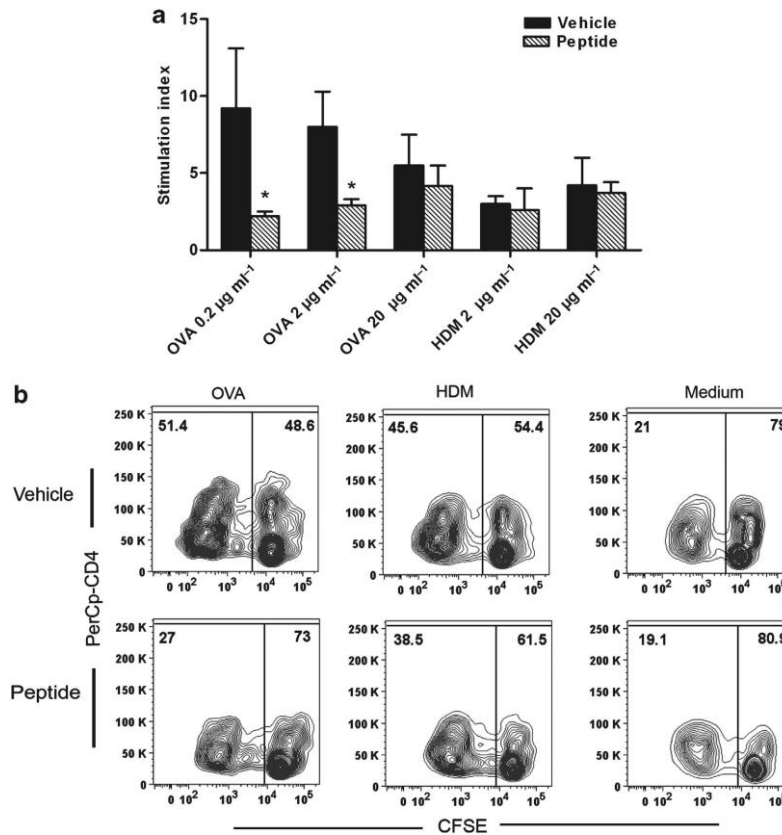 a
15
10
5
0
Stimulation index
Vehicle
Peptide
*
*
OVA 0.2 µg ml⁻¹
OVA 2 µg ml⁻¹
OVA 20 µg ml⁻¹
HDM 2 µg ml⁻¹
HDM 20 µg ml⁻¹
b
OVA HDM Medium
Vehicle
250 K
200 K
150 K
100 K
50 K
0
51.4 48.6
0 10² 10³ 10⁴ 10⁵
250 K
200 K
150 K
100 K
50 K
0
45.6 54.4
0 10² 10³ 10⁴ 10⁵
250 K
200 K
150 K
100 K
50 K
0
21 79
0 10² 10³ 10⁴ 10⁵
PerCp-CD4
Peptide
250 K
200 K
150 K
100 K
50 K
0
27 73
0 10² 10³ 10⁴ 10⁵
250 K
200 K
150 K
100 K
50 K
0
38.5 61.5
0 10² 10³ 10⁴ 10⁵
250 K
200 K
150 K
100 K
50 K
0
19.1 80.9
0 10² 10³ 10⁴ 10⁵
CFSE